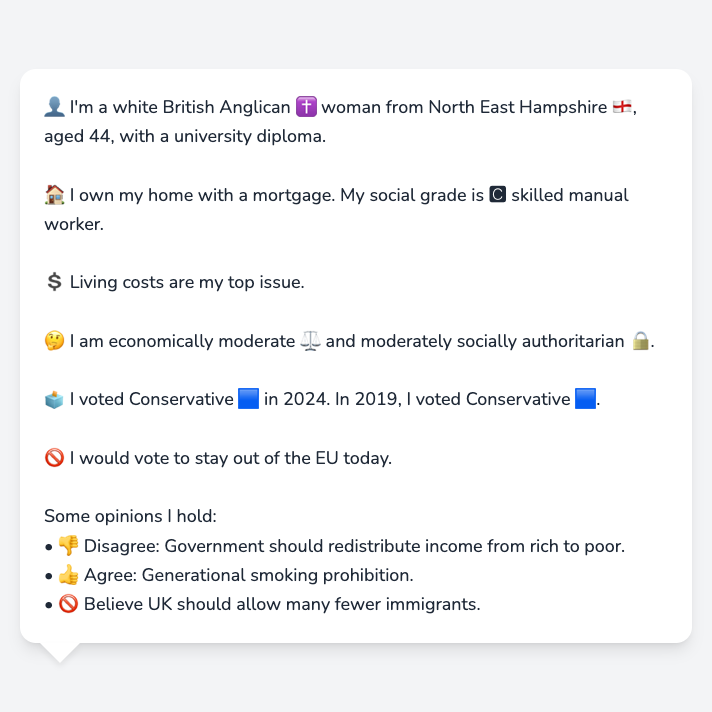 👤 I'm a white British Anglican ✝️ woman from North East Hampshire 🏴󠁧󠁢󠁥󠁮󠁧󠁿,
aged 44, with a university diploma.
🏠 I own my home with a mortgage. My social grade is 🅲 skilled manual
worker.
💲 Living costs are my top issue.
🤔 I am economically moderate ⚖️ and moderately socially authoritarian 🔒.
🗳️ I voted Conservative 🟦 in 2024. In 2019, I voted Conservative 🟦.
🚫 I would vote to stay out of the EU today.
Some opinions I hold:
• 👎 Disagree: Government should redistribute income from rich to poor.
• 👍 Agree: Generational smoking prohibition.
• 🚫 Believe UK should allow many fewer immigrants.